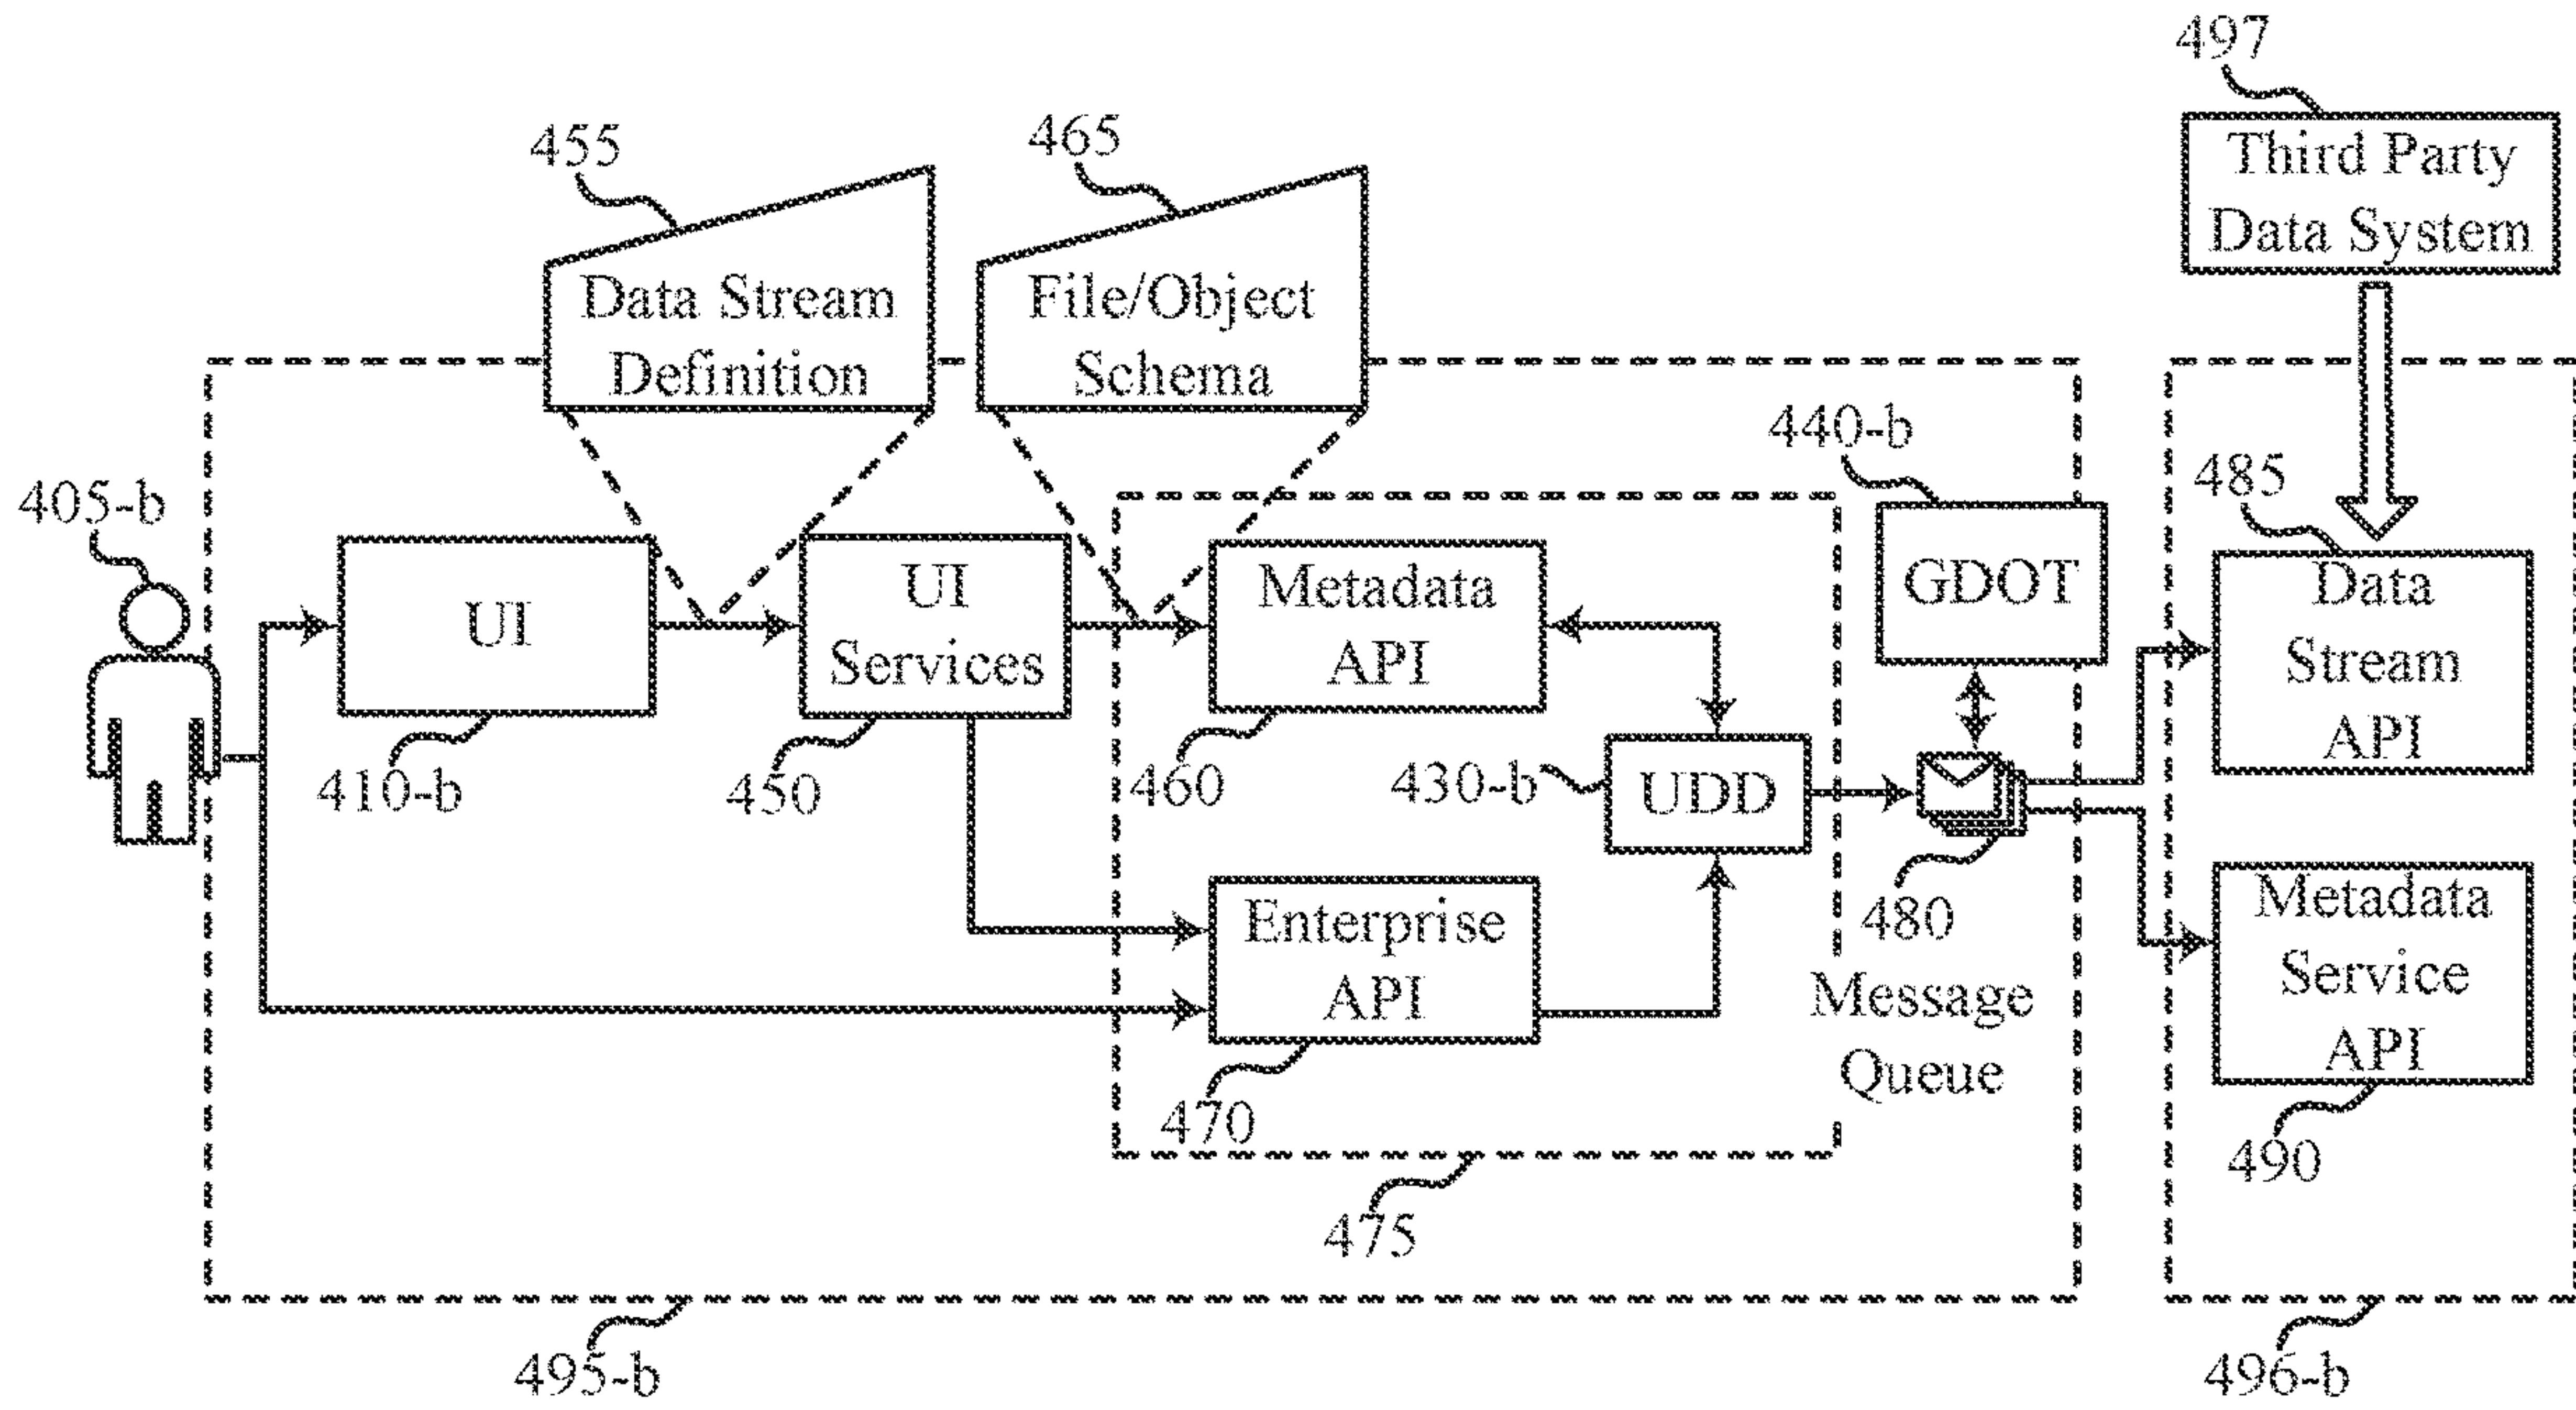 497
Third Party
Data System
455
465
Data Stream
Definition
File/Object
Schema
440-b
485
405-b
GDOT
UI
UI
Services
Metadata
API
Data
Stream
API
410-b
450
460
430-b
UDD
480
Message
Queue
Enterprise
API
Metadata
Service
API
470
490
475
495-b
496-b